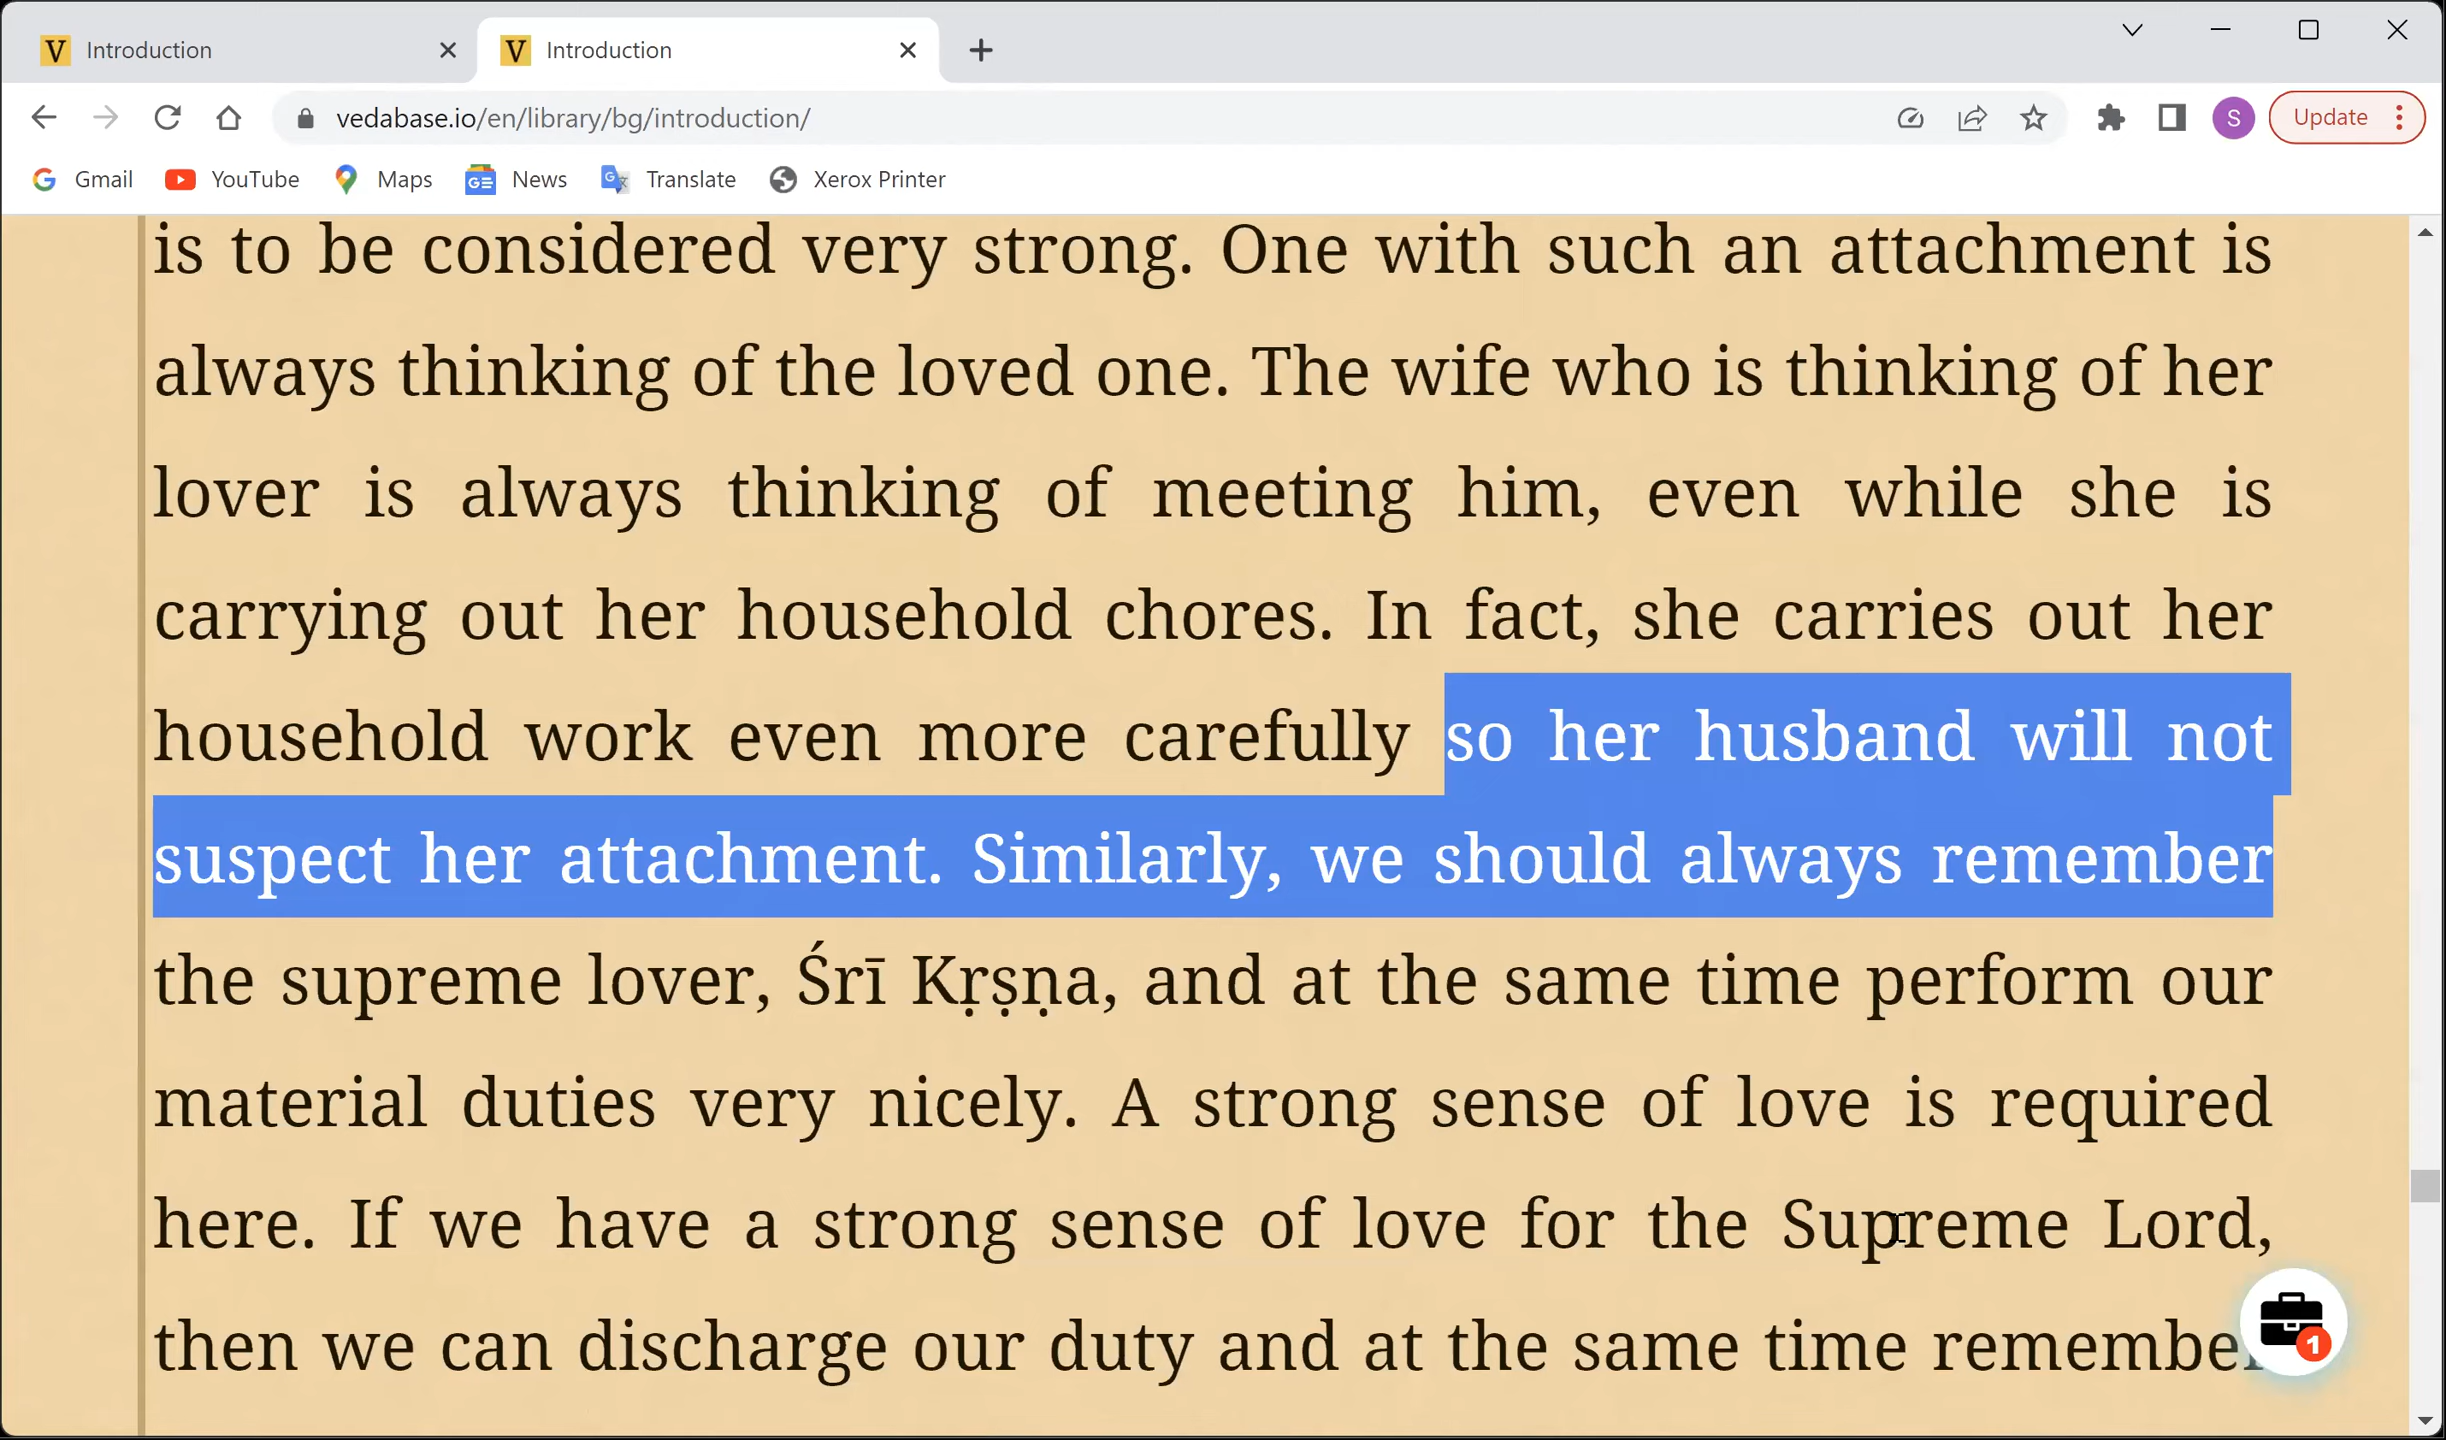 Introduction
Introduction
vedabase.io/en/library/bg/introduction/
S
Update
Gmail
YouTube
Maps
News
Translate
Xerox Printer
is to be considered very strong. One with such an attachment is
always thinking of the loved one. The wife who is thinking of her
lover is always thinking of meeting him, even while she is
carrying out her household chores. In fact, she carries out her
household work even more carefully so her husband will not
suspect her attachment. Similarly, we should always remember
the supreme lover, Śrī Kṛṣṇa, and at the same time perform our
material duties very nicely. A strong sense of love is required
here. If we have a strong sense of love for the Supreme Lord,
then we can discharge our duty and at the same time remember
1